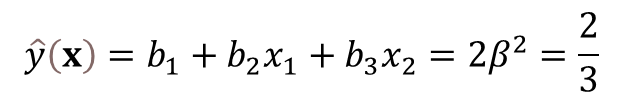 ŷ(𝐱) = b₁ + b₂x₁ + b₃x₂ = 2β² = 2/3